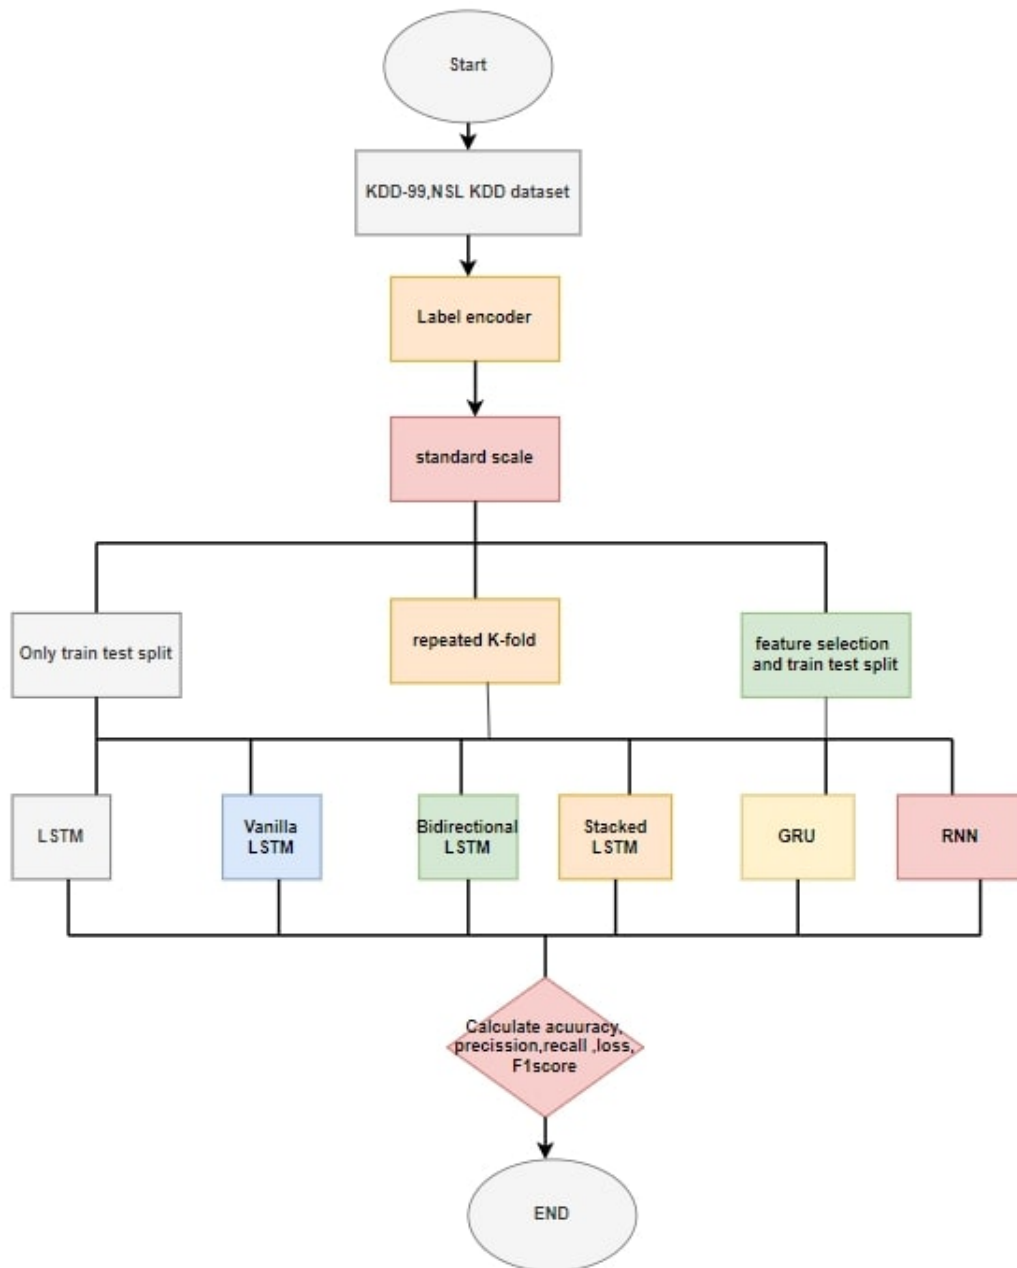 Start
KDD-99,NSL KDD dataset
Label encoder
standard scale
Only train test split
repeated K-fold
feature selection
and train test split
LSTM
Vanilla
LSTM
Bidirectional
LSTM
Stacked
LSTM
GRU
RNN
Calculate acuuracy,
precission,recall ,loss,
F1score
END